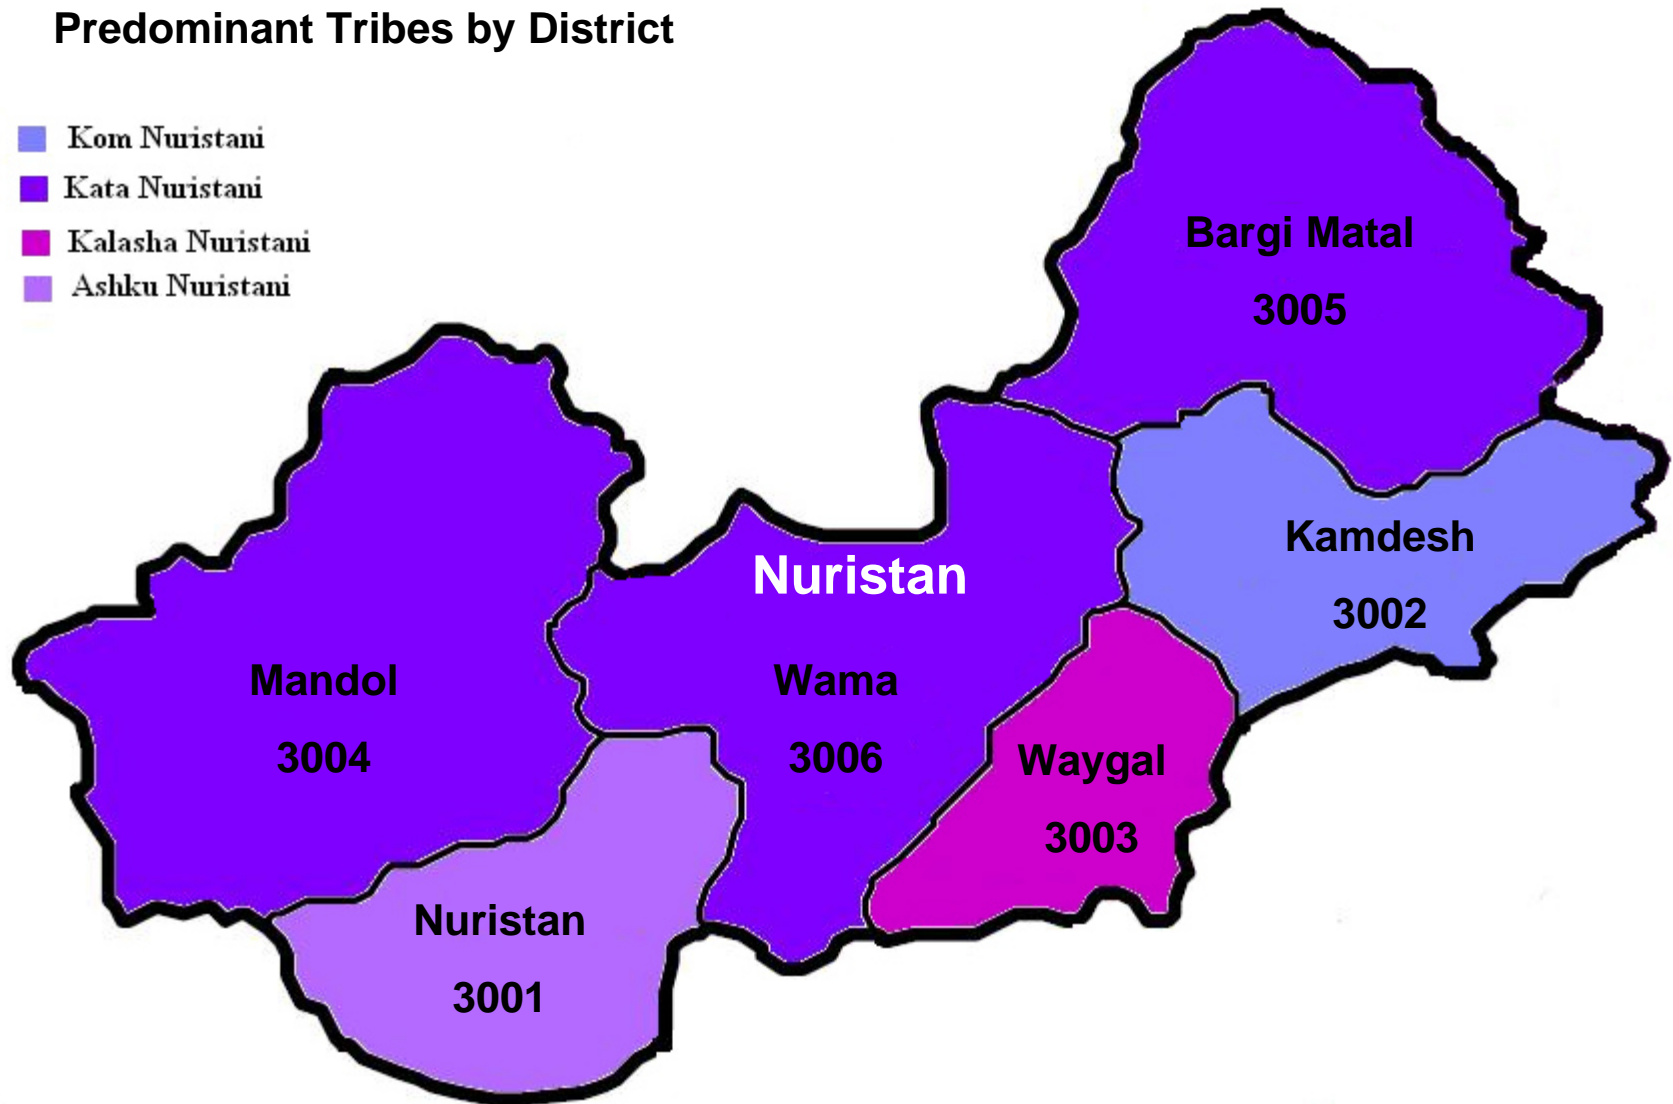 Predominant Tribes by District
Kom Nuristani
Kata Nuristani
Kalasha Nuristani
Ashku Nuristani
Bargi Matal
3005
Kamdesh
3002
Nuristan
Mandol
3004
Wama
3006
Waygal
3003
Nuristan
3001